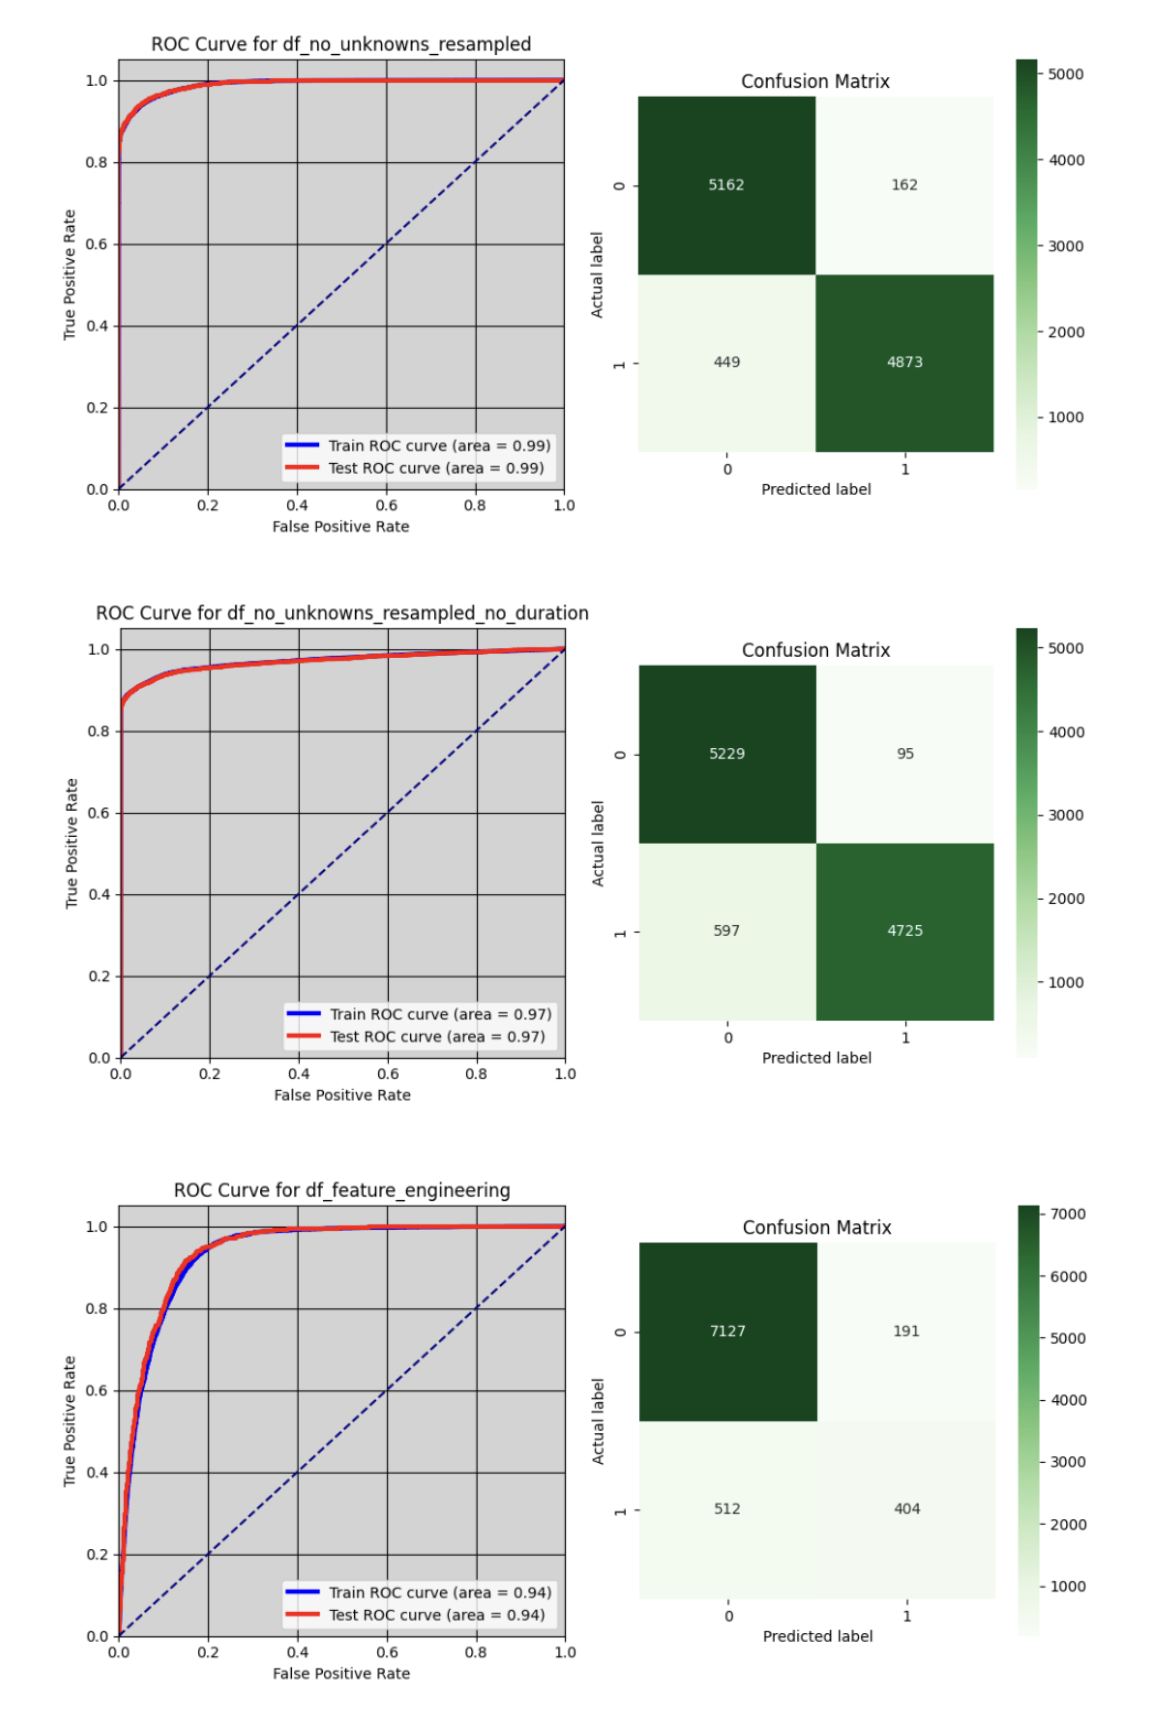 ROC Curve for df_no_unknowns_resampled
1.0
0.8
0.6
0.4
0.2
0.0
True Positive Rate
Train ROC curve (area = 0.99)
Test ROC curve (area = 0.99)
0.0 0.2 0.4 0.6 0.8 1.0
False Positive Rate
Confusion Matrix
0
1
Actual label
5162 162
449 4873
0 1
Predicted label
5000
4000
3000
2000
1000
ROC Curve for df_no_unknowns_resampled_no_duration
1.0
0.8
0.6
0.4
0.2
0.0
True Positive Rate
Train ROC curve (area = 0.97)
Test ROC curve (area = 0.97)
0.0 0.2 0.4 0.6 0.8 1.0
False Positive Rate
Confusion Matrix
0
1
Actual label
5229 95
597 4725
0 1
Predicted label
5000
4000
3000
2000
1000
ROC Curve for df_feature_engineering
1.0
0.8
0.6
0.4
0.2
0.0
True Positive Rate
Train ROC curve (area = 0.94)
Test ROC curve (area = 0.94)
0.0 0.2 0.4 0.6 0.8 1.0
False Positive Rate
Confusion Matrix
0
1
Actual label
7127 191
512 404
0 1
Predicted label
7000
6000
5000
4000
3000
2000
1000